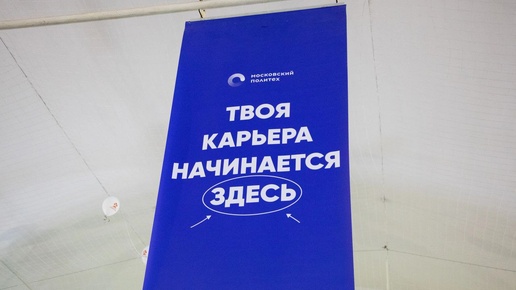 МОСКОВСКИЙ
ПОЛИТЕХ
ТВОЯ
КАРЬЕРА
НАЧИНАЕТСЯ
ЗДЕСЬ